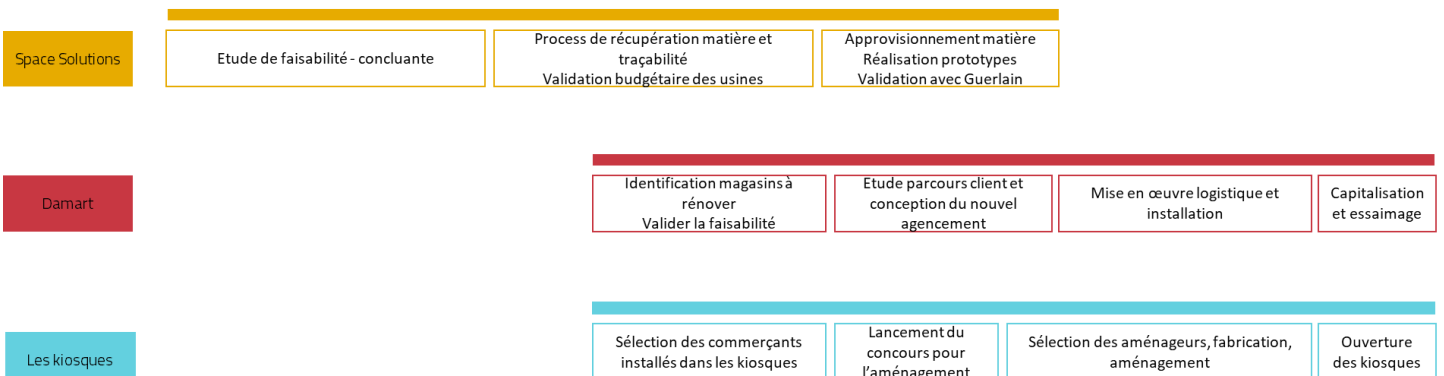 Space Solutions
Etude de faisabilité - concluante
Process de récupération matière et
traçabilité
Validation budgétaire des usines
Approvisionnement matière
Réalisation prototypes
Validation avec Guerlain
Damart
Identification magasins à
rénover
Valider la faisabilité
Etude parcours client et
conception du nouvel
agencement
Mise en œuvre logistique et
installation
Capitalisation
et essaimage
Les kiosques
Sélection des commerçants
installés dans les kiosques
Lancement du
concours pour
l'aménagement
Sélection des aménageurs, fabrication,
aménagement
Ouverture
des kiosques